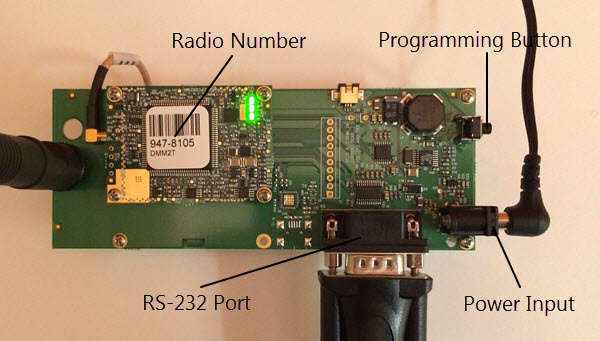 Radio Number
Programming Button
947-8105
DMM2T
RS-232 Port
Power Input